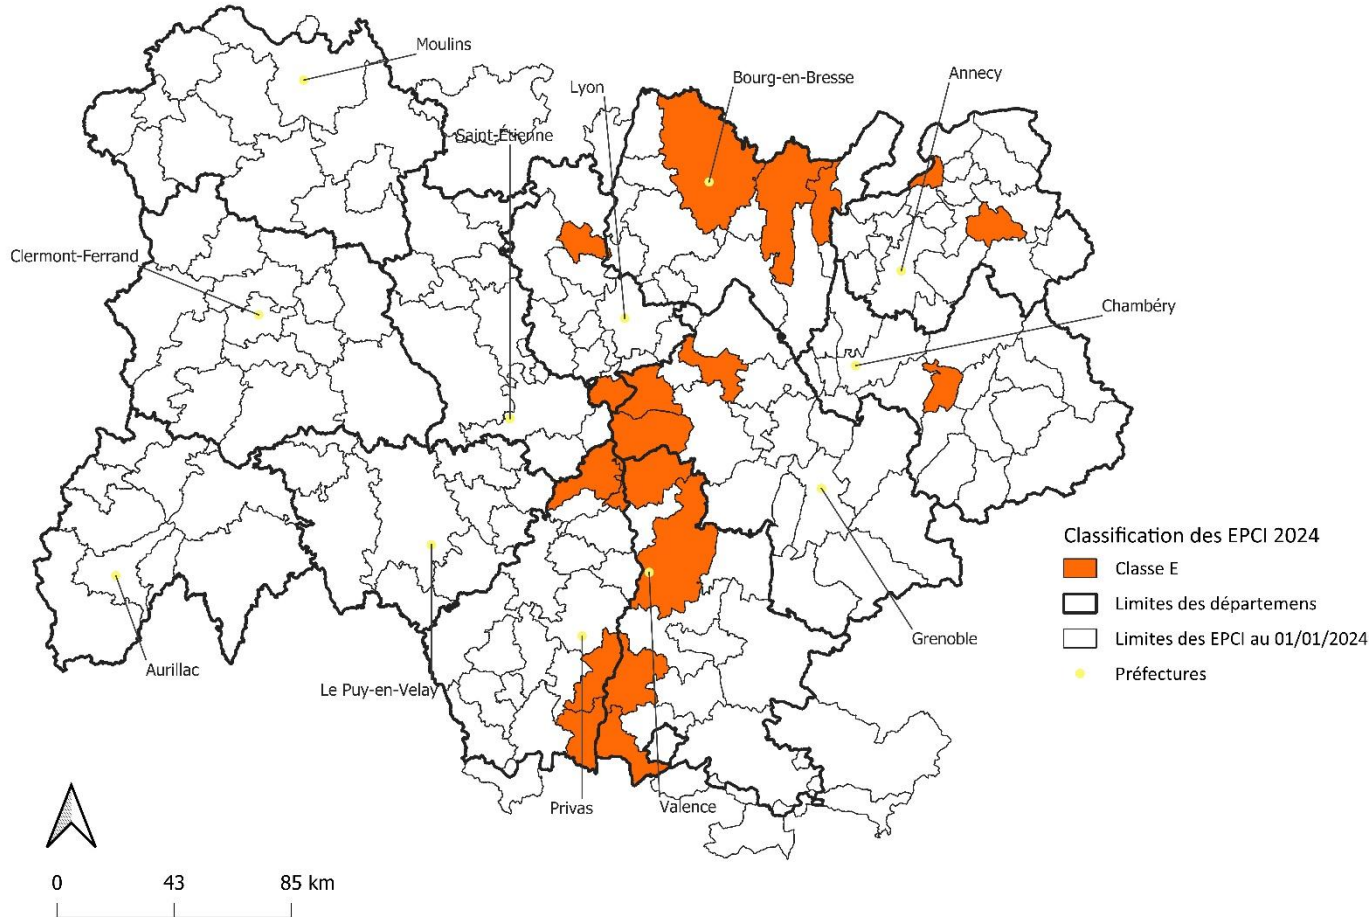 Moulins
Lyon
Bourg-en-Bresse
Annecy
Saint-Étienne
Clermont-Ferrand
Chambéry
Aurillac
Le Puy-en-Velay
Privas
Valence
Grenoble
Classification des EPCI 2024
Classe E
Limites des départemens
Limites des EPCI au 01/01/2024
Préfectures
0 43 85 km